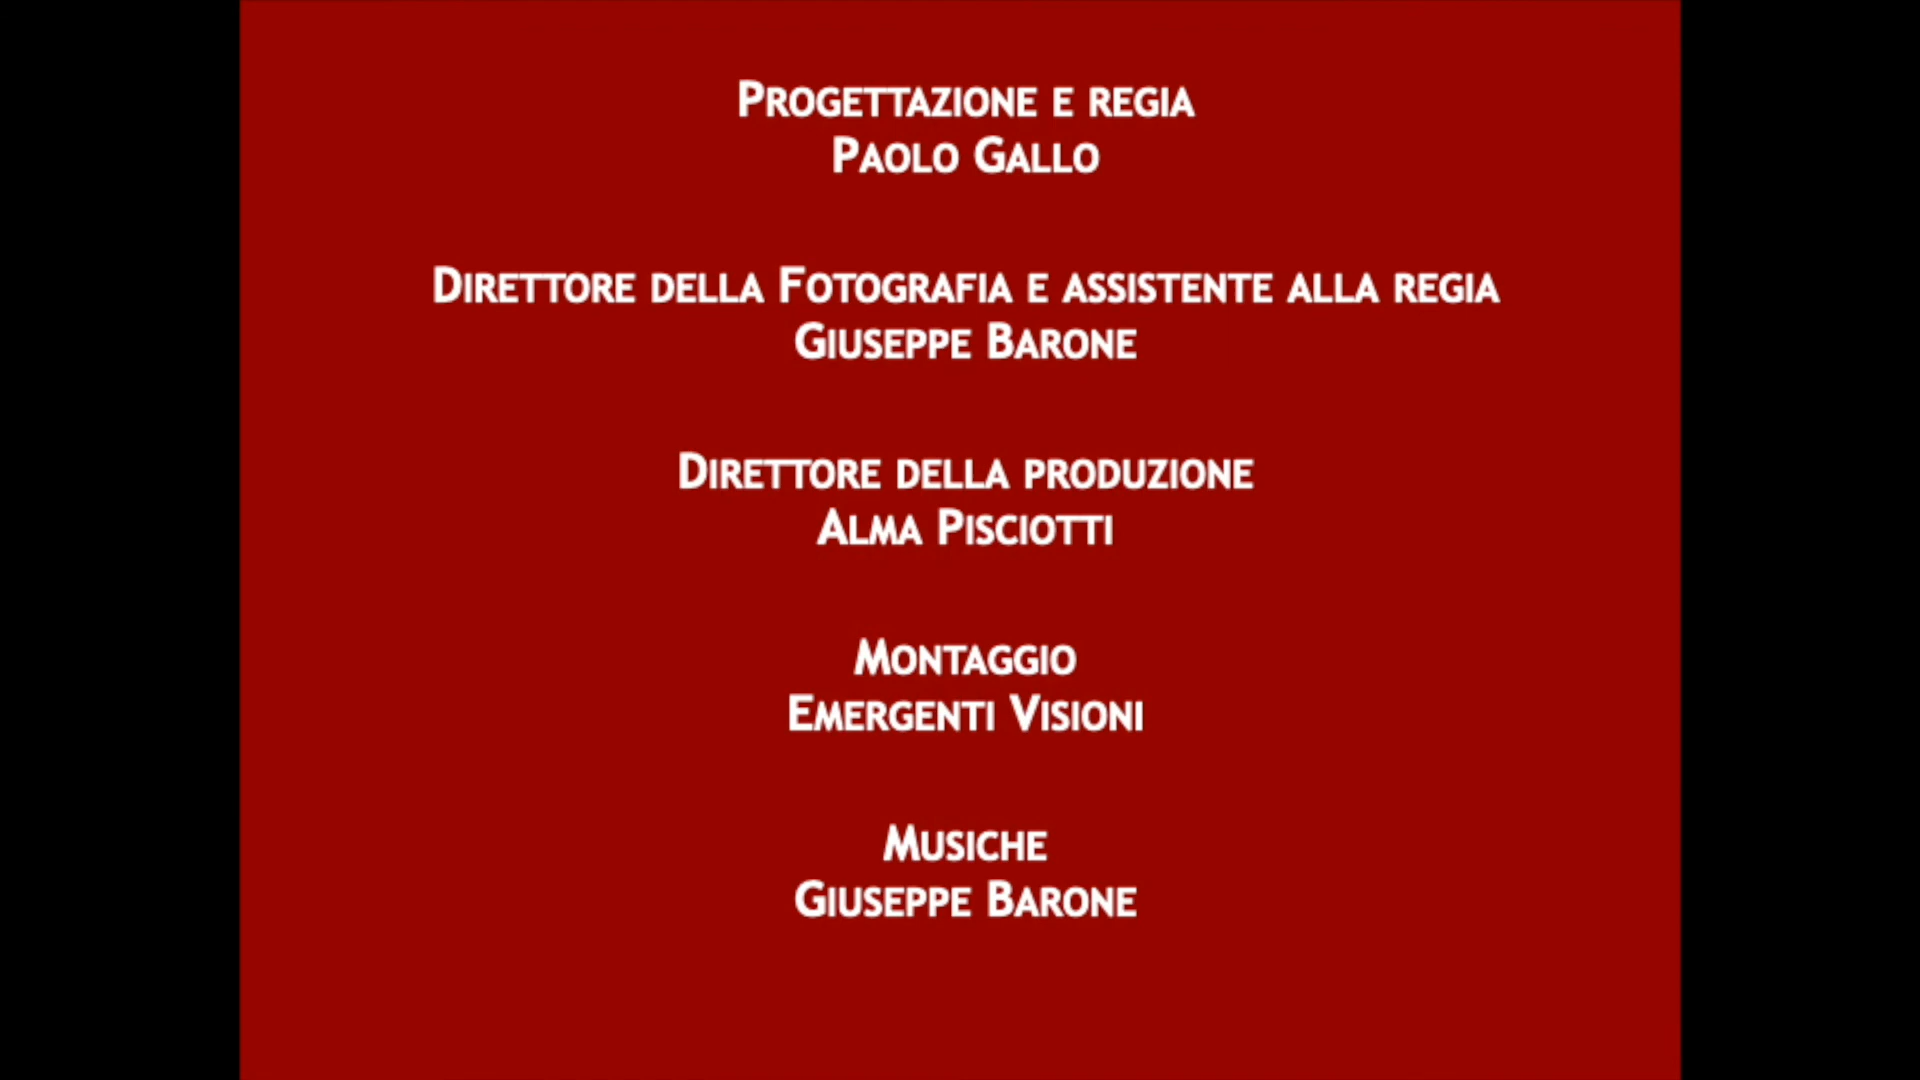 Progettazione e regia
Paolo Gallo
Direttore della Fotografia e assistente alla regia
Giuseppe Barone
Direttore della produzione
Alma Pisciotti
Montaggio
Emergenti Visioni
Musiche
Giuseppe Barone